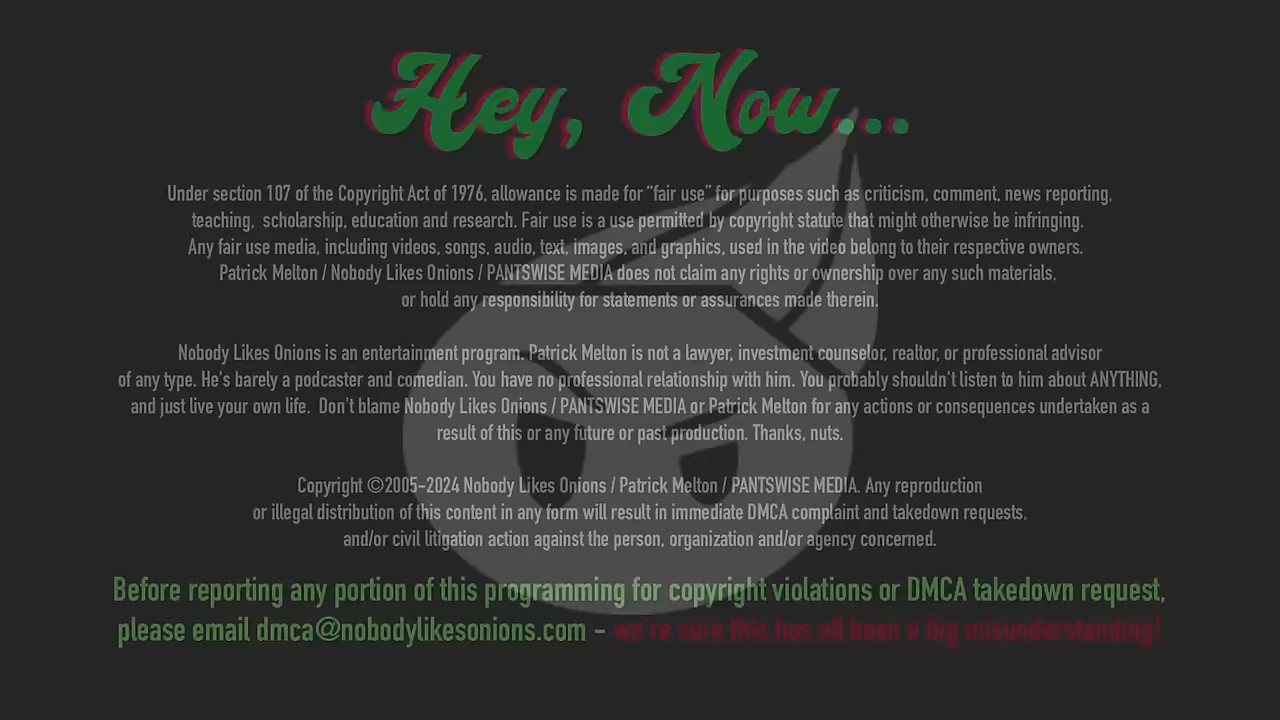 Hey, Now...
Under section 107 of the Copyright Act of 1976, allowance is made for “fair use” for purposes such as criticism, comment, news reporting,
teaching,  scholarship, education and research. Fair use is a use permitted by copyright statute that might otherwise be infringing.
Any fair use media, including videos, songs, audio, text, images, and graphics, used in the video belong to their respective owners.
Patrick Melton / Nobody Likes Onions / PANTSWISE MEDIA does not claim any rights or ownership over any such materials,
or hold any responsibility for statements or assurances made therein.
Nobody Likes Onions is an entertainment program. Patrick Melton is not a lawyer, investment counselor, realtor, or professional advisor
of any type. He's barely a podcaster and comedian. You have no professional relationship with him. You probably shouldn't listen to him about ANYTHING,
and just live your own life.  Don't blame Nobody Likes Onions / PANTSWISE MEDIA or Patrick Melton for any actions or consequences undertaken as a
result of this or any future or past production. Thanks, nuts.
Copyright ©2005-2024 Nobody Likes Onions / Patrick Melton / PANTSWISE MEDIA. Any reproduction
or illegal distribution of this content in any form will result in immediate DMCA complaint and takedown requests,
and/or civil litigation action against the person, organization and/or agency concerned.
Before reporting any portion of this programming for copyright violations or DMCA takedown request,
please email dmca@nobodylikesonions.com - we're sure this has all been a big misunderstanding!